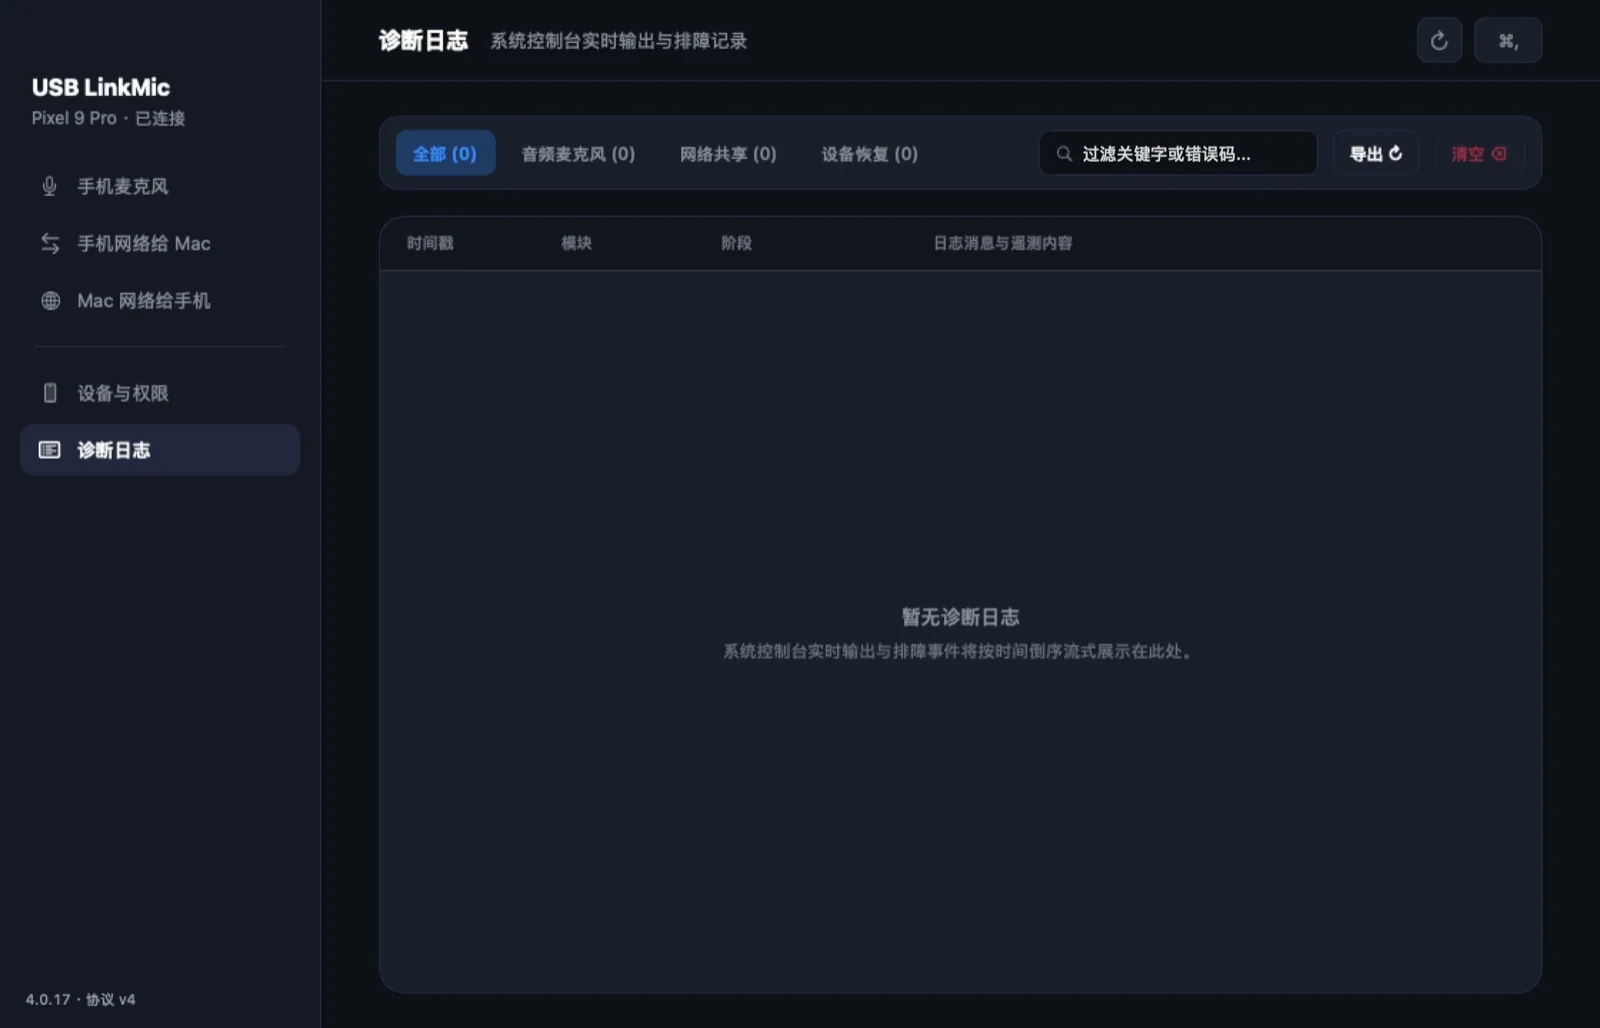 USB LinkMic
Pixel 9 Pro · 已连接
手机麦克风
手机网络给 Mac
Mac 网络给手机
设备与权限
诊断日志
4.0.17 · 协议 v4
诊断日志 系统控制台实时输出与排障记录
⌘,
全部 (0) 音频麦克风 (0) 网络共享 (0) 设备恢复 (0) 过滤关键字或错误码... 导出 清空
时间戳 模块 阶段 日志消息与遥测内容
暂无诊断日志
系统控制台实时输出与排障事件将按时间倒序流式展示在此处。